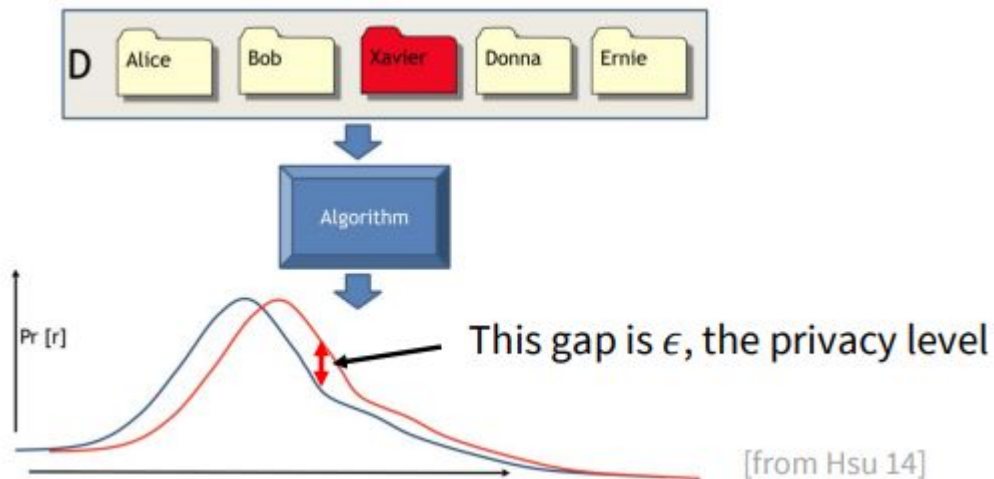 D Alice Bob Xavier Donna Ernie
Algorithm
Pr [r]
This gap is ϵ, the privacy level
[from Hsu 14]